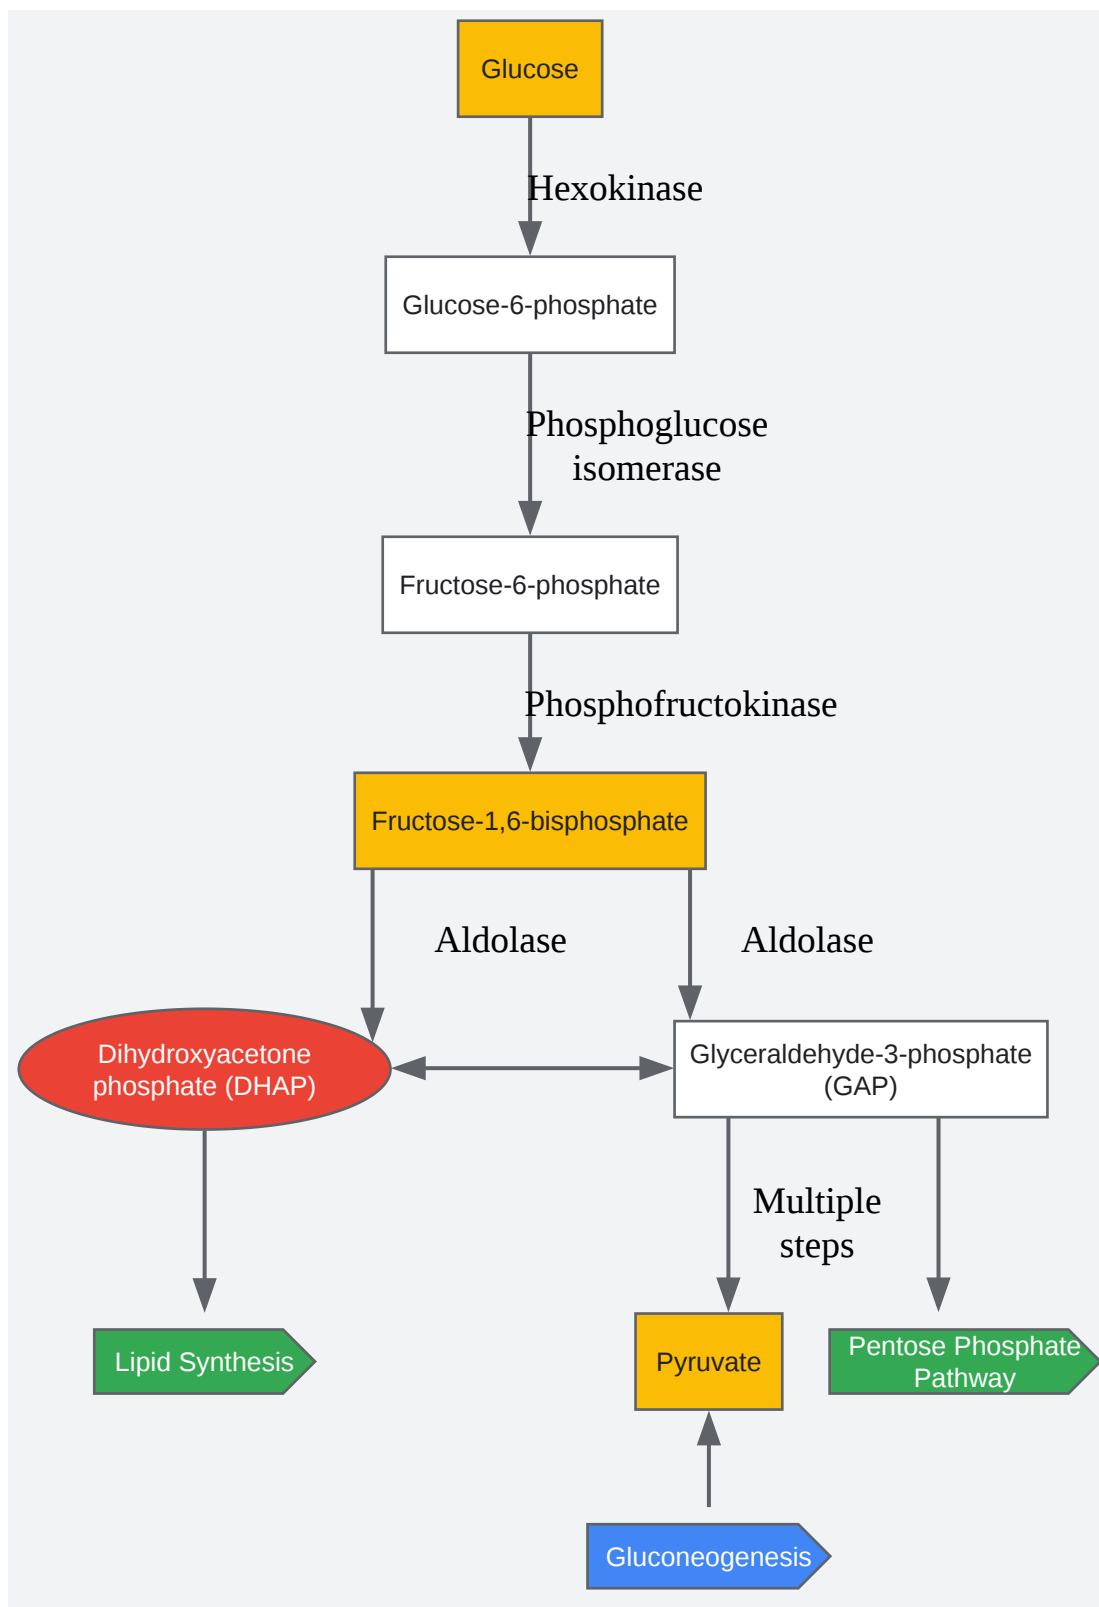 Glucose
Hexokinase
Glucose-6-phosphate
Phosphoglucose
isomerase
Fructose-6-phosphate
Phosphofructokinase
Fructose-1,6-bisphosphate
Aldolase
Aldolase
Dihydroxyacetone
phosphate (DHAP)
Glyceraldehyde-3-phosphate
(GAP)
Multiple
steps
Lipid Synthesis
Pyruvate
Pentose Phosphate
Pathway
Gluconeogenesis